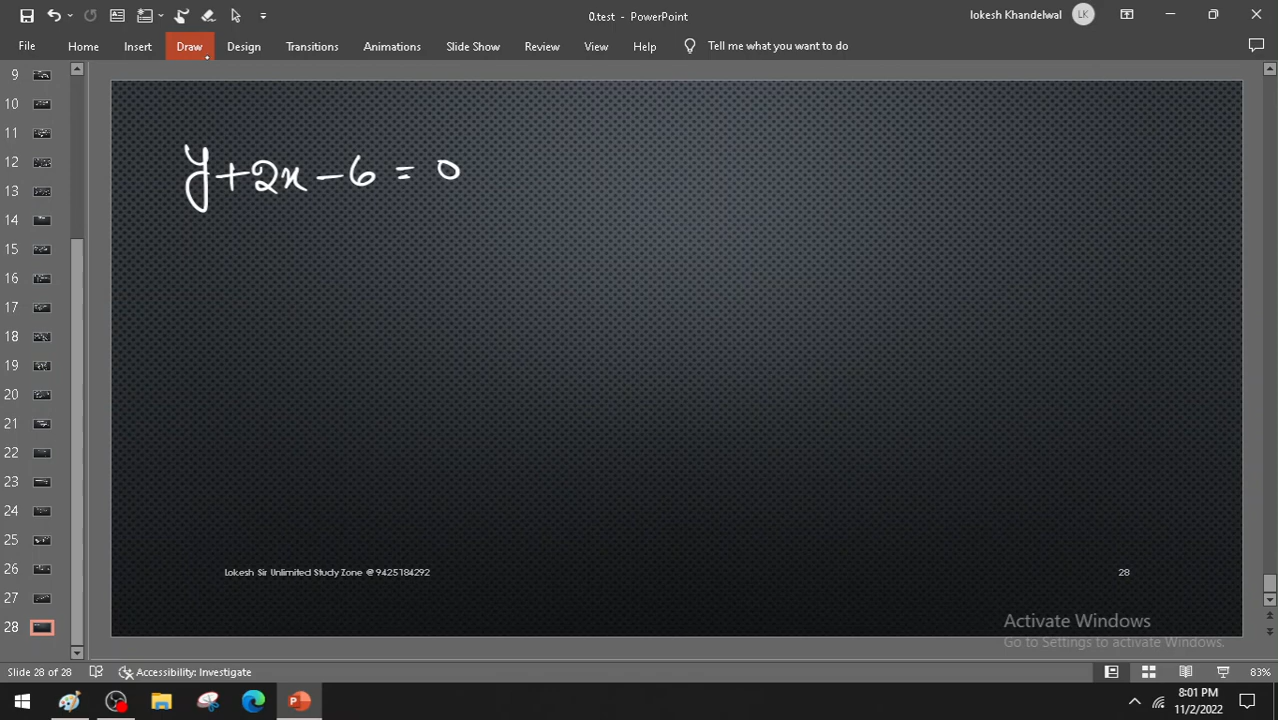 0.test - PowerPoint
lokesh Khandelwal LK
File Home Insert Draw Design Transitions Animations Slide Show Review View Help Tell me what you want to do
9
10
11
12
13
14
15
16
17
18
19
20
21
22
23
24
25
26
27
28
y+2x-6 = 0
Lokesh Sir Unlimited Study Zone @ 9425184292
28
Activate Windows
Go to Settings to activate Windows.
Slide 28 of 28 Accessibility: Investigate 83%
8:01 PM
11/2/2022